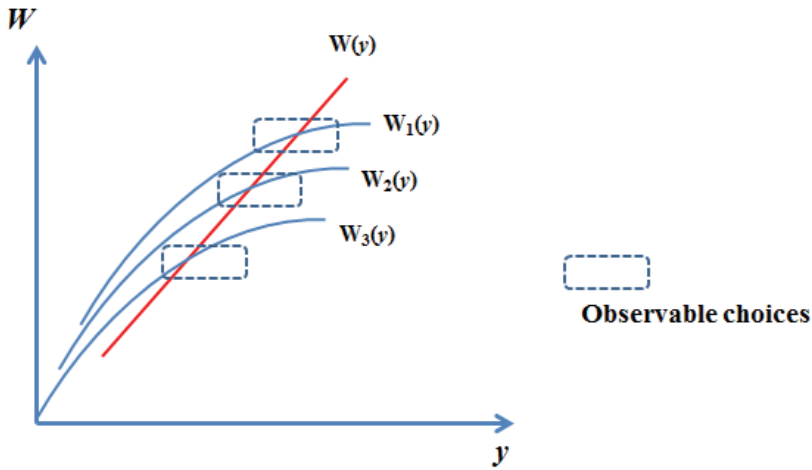 W
W(y)
W₁(y)
W₂(y)
W₃(y)
Observable choices
y